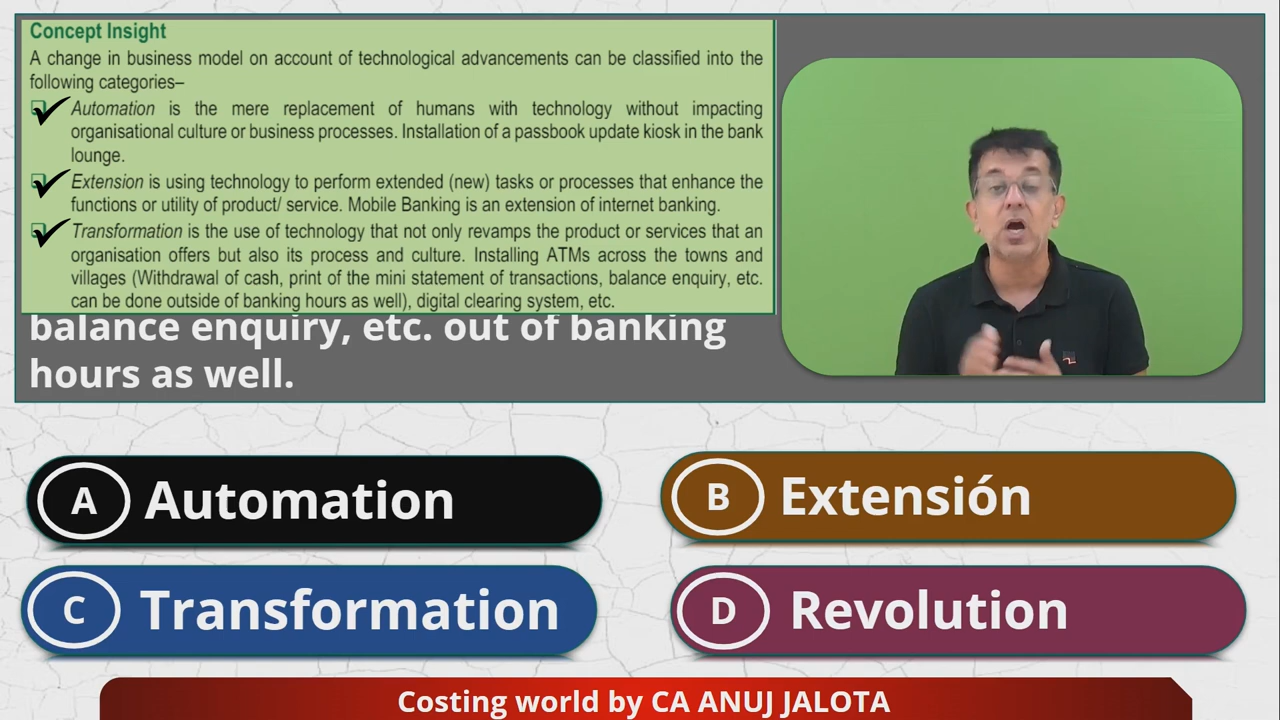 Concept Insight
A change in business model on account of technological advancements can be classified into the
following categories–
Automation is the mere replacement of humans with technology without impacting
organisational culture or business processes. Installation of a passbook update kiosk in the bank
lounge.
Extension is using technology to perform extended (new) tasks or processes that enhance the
functions or utility of product/ service. Mobile Banking is an extension of internet banking.
Transformation is the use of technology that not only revamps the product or services that an
organisation offers but also its process and culture. Installing ATMs across the towns and
villages (Withdrawal of cash, print of the mini statement of transactions, balance enquiry, etc.
can be done outside of banking hours as well), digital clearing system, etc.
balance enquiry, etc. out of banking
hours as well.
A Automation
B Extensión
C Transformation
D Revolution
Costing world by CA ANUJ JALOTA